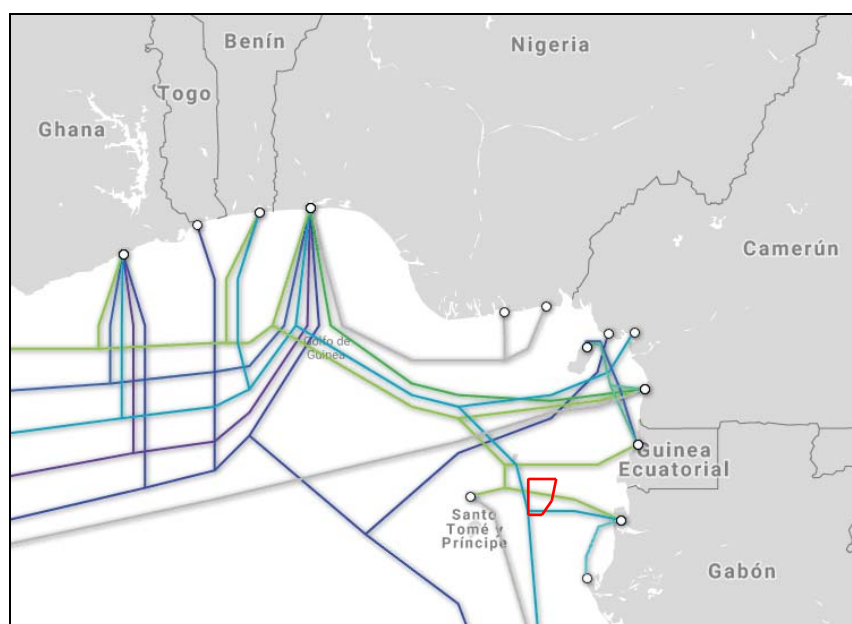 Benín
Nigeria
Togo
Ghana
Camerún
Golfo de
Guinea
Guinea
Ecuatorial
Santo
Tomé y
Príncipe
Gabón